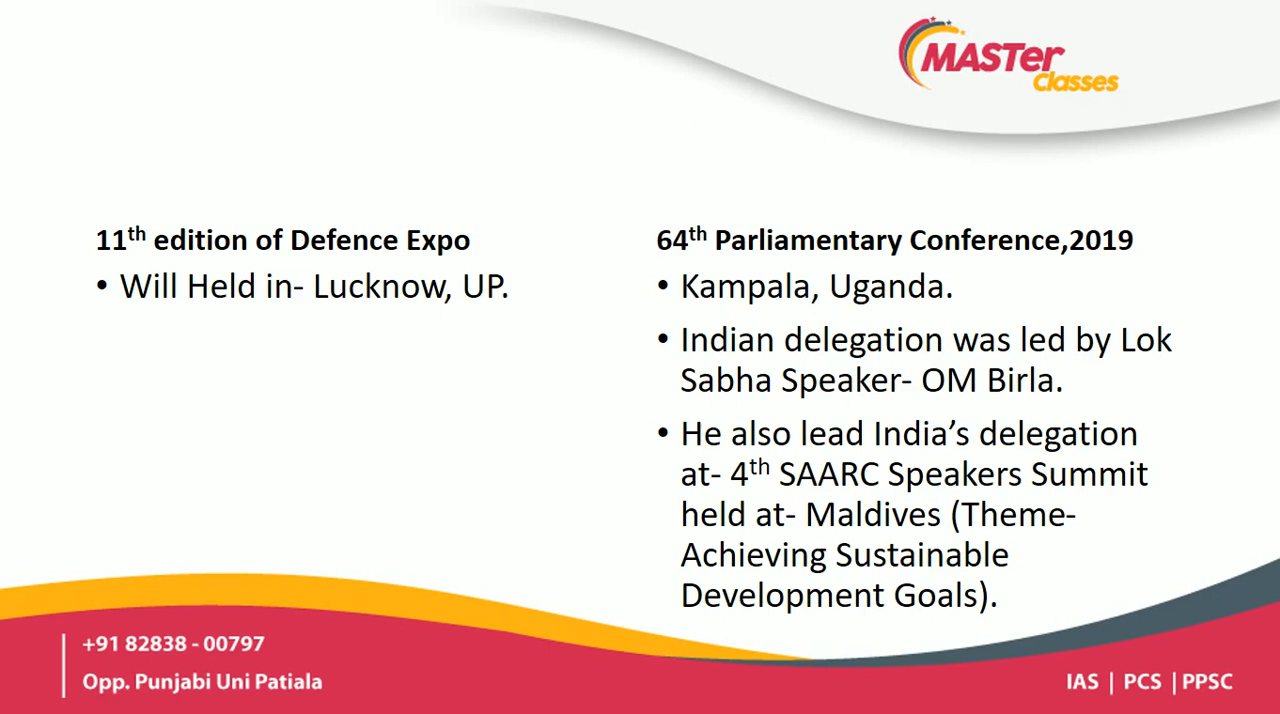 MASTer
Classes
11th edition of Defence Expo
• Will Held in- Lucknow, UP.
64th Parliamentary Conference,2019
• Kampala, Uganda.
• Indian delegation was led by Lok
Sabha Speaker- OM Birla.
• He also lead India’s delegation
at- 4th SAARC Speakers Summit
held at- Maldives (Theme-
Achieving Sustainable
Development Goals).
+91 82838 - 00797
Opp. Punjabi Uni Patiala
IAS | PCS | PPSC